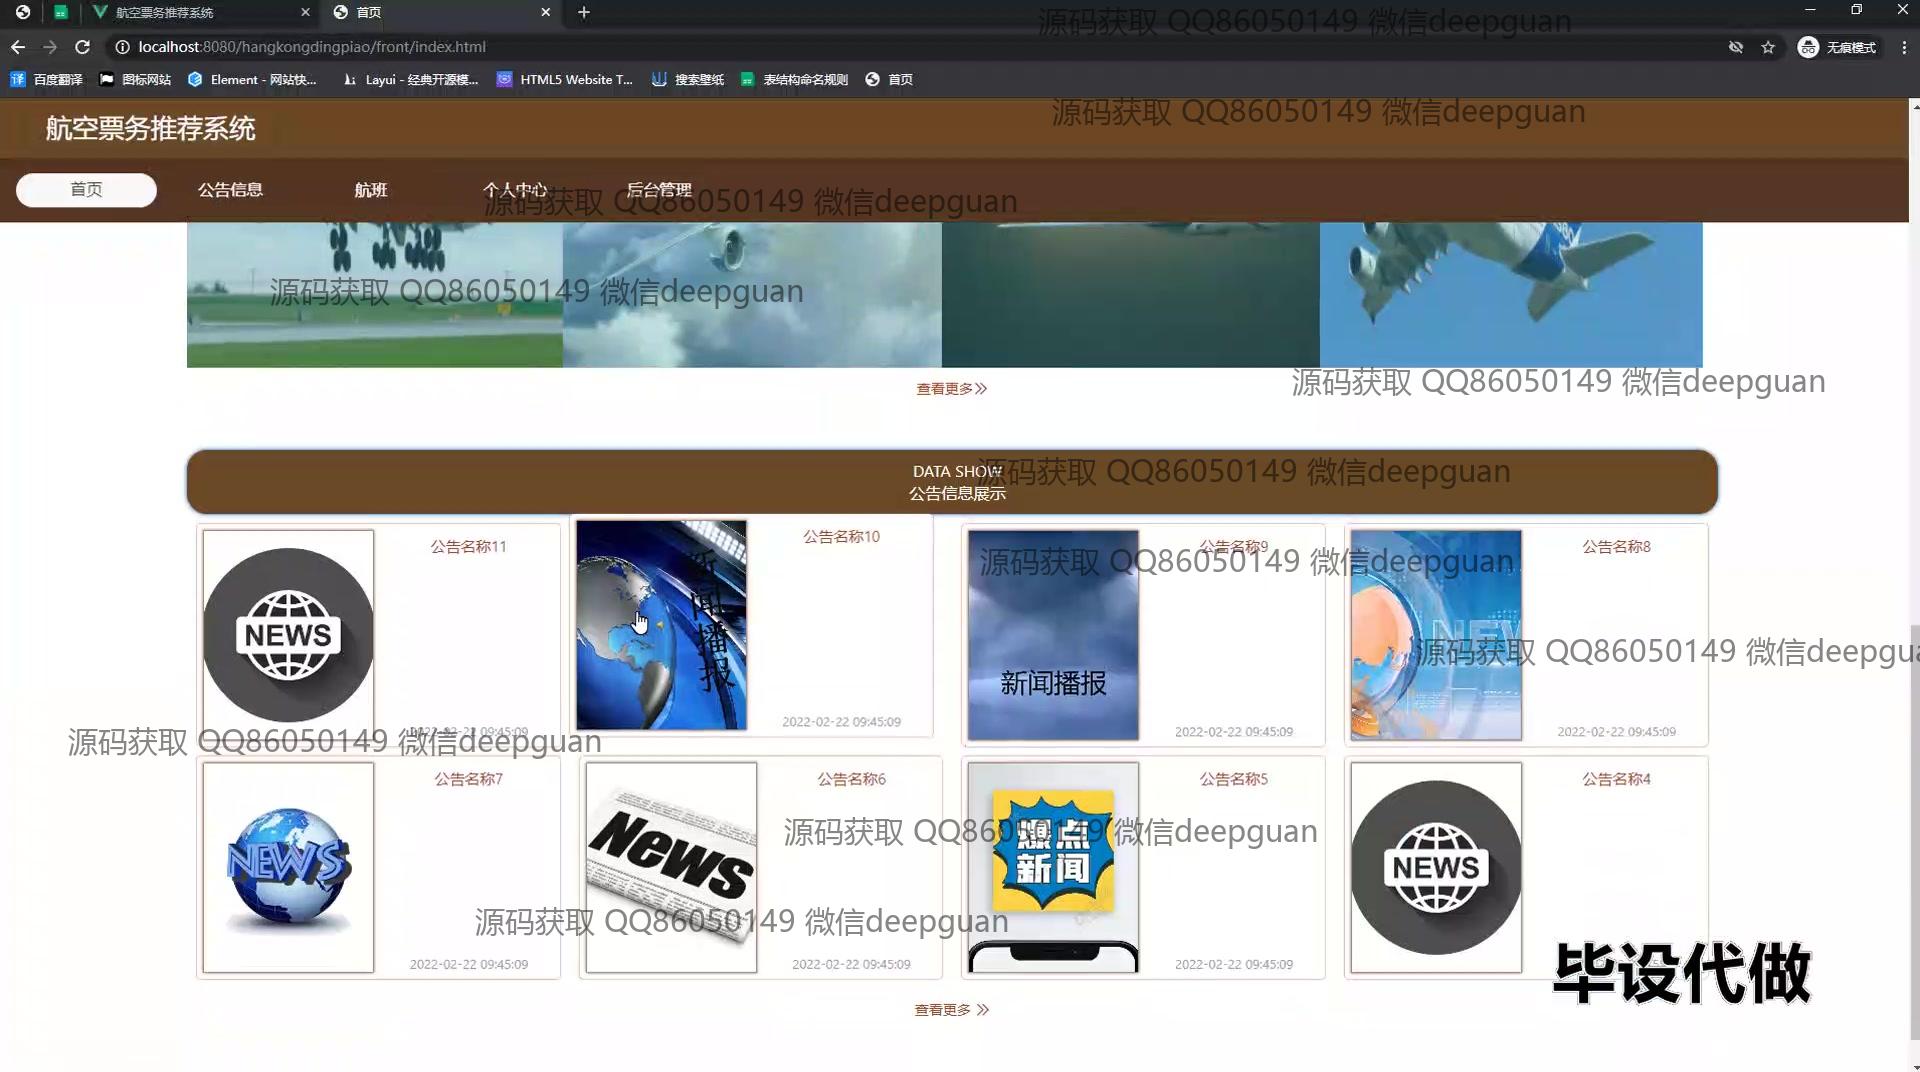 航空票务推荐系统
首页
源码获取 QQ86050149 微信deepguan
localhost:8080/hangkongdingpiao/front/index.html
无痕模式
百度翻译
图标网站
Element - 网站快...
Layui - 经典开源模...
HTML5 Website T...
搜索壁纸
表结构命名规则
首页
源码获取 QQ86050149 微信deepguan
航空票务推荐系统
首页
公告信息
航班
个人中心
后台管理
源码获取 QQ86050149 微信deepguan
源码获取 QQ86050149 微信deepguan
查看更多
源码获取 QQ86050149 微信deepguan
DATA SHOW
源码获取 QQ86050149 微信deepguan
公告信息展示
公告名称11
公告名称10
公告名称9
公告名称8
源码获取 QQ86050149 微信deepguan
NEWS
新闻播报
新闻播报
NEW
源码获取 QQ86050149 微信deepgua
2022-02-22 09:45:09
2022-02-22 09:45:09
2022-02-22 09:45:09
2022-02-22 09:45:09
源码获取 QQ86050149 微信deepguan
公告名称7
公告名称6
公告名称5
公告名称4
NEWS
News
爆点
新闻
NEWS
源码获取 QQ86050149 微信deepguan
源码获取 QQ86050149 微信deepguan
2022-02-22 09:45:09
2022-02-22 09:45:09
2022-02-22 09:45:09
毕设代做
查看更多